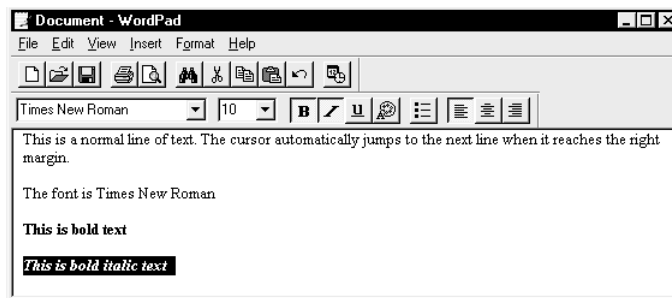 Document - WordPad
File Edit View Insert Format Help
Times New Roman 10 B I U
This is a normal line of text. The cursor automatically jumps to the next line when it reaches the right
margin.
The font is Times New Roman
This is bold text
This is bold italic text